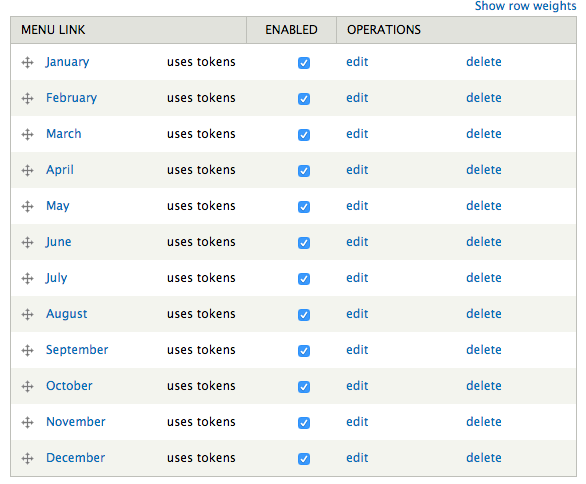 Show row weights
MENU LINK ENABLED OPERATIONS
January uses tokens edit delete
February uses tokens edit delete
March uses tokens edit delete
April uses tokens edit delete
May uses tokens edit delete
June uses tokens edit delete
July uses tokens edit delete
August uses tokens edit delete
September uses tokens edit delete
October uses tokens edit delete
November uses tokens edit delete
December uses tokens edit delete